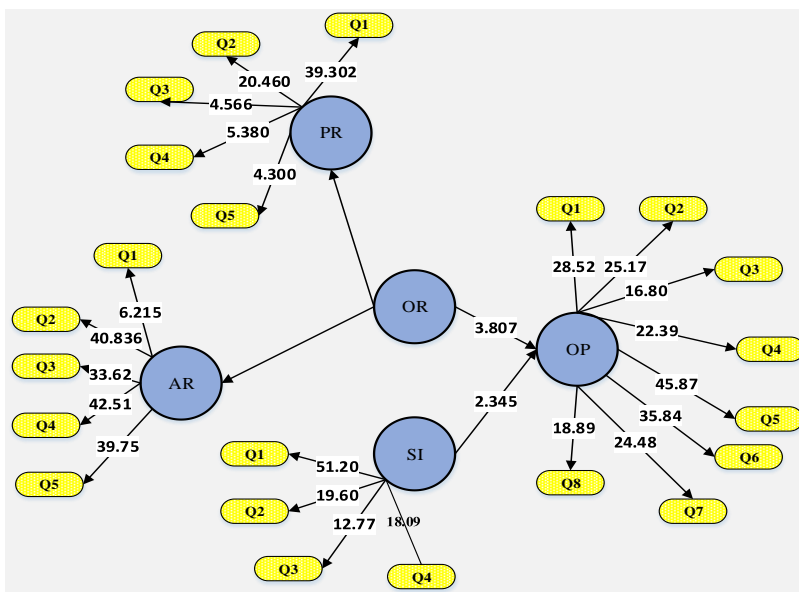 Q1
Q2
39.302
20.460
Q3
4.566
5.380
PR
Q4
4.300
Q5
Q1
6.215
Q2
40.836
Q3
33.62
AR
42.51
Q4
39.75
Q5
OR
3.807
2.345
SI
Q1
51.20
19.60
Q2
12.77
18.09
Q3
Q4
Q1
Q2
28.52
25.17
Q3
16.80
22.39
OP
Q4
45.87
Q5
35.84
18.89
24.48
Q6
Q8
Q7